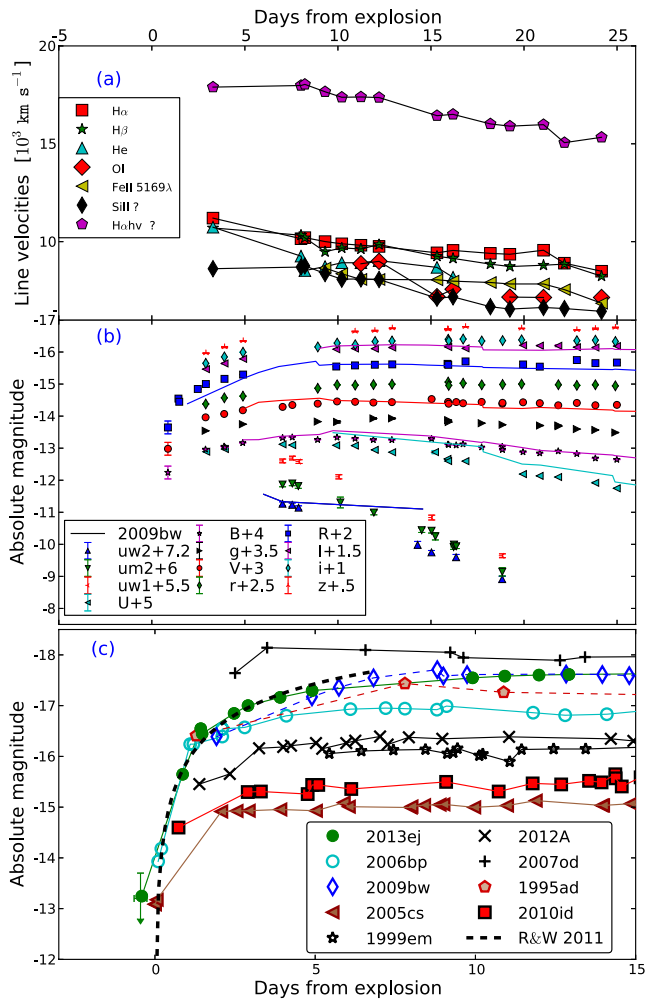 Days from explosion
-5 0 5 10 15 20 25
20
15
10
-17
Line velocities [10³ km s⁻¹]
(a)
Hα
Hβ
He
OI
FeII 5169λ
SiII ?
Hαhv ?
(b)
-16
-15
-14
-13
-12
-11
-10
-9
-8
Absolute magnitude
2009bw
uw2+7.2
um2+6
uw1+5.5
U+5
B+4
g+3.5
V+3
r+2.5
R+2
I+1.5
i+1
z+.5
(c)
-18
-17
-16
-15
-14
-13
-12
Absolute magnitude
2013ej
2006bp
2009bw
2005cs
1999em
2012A
2007od
1995ad
2010id
R&W 2011
0 5 10 15
Days from explosion